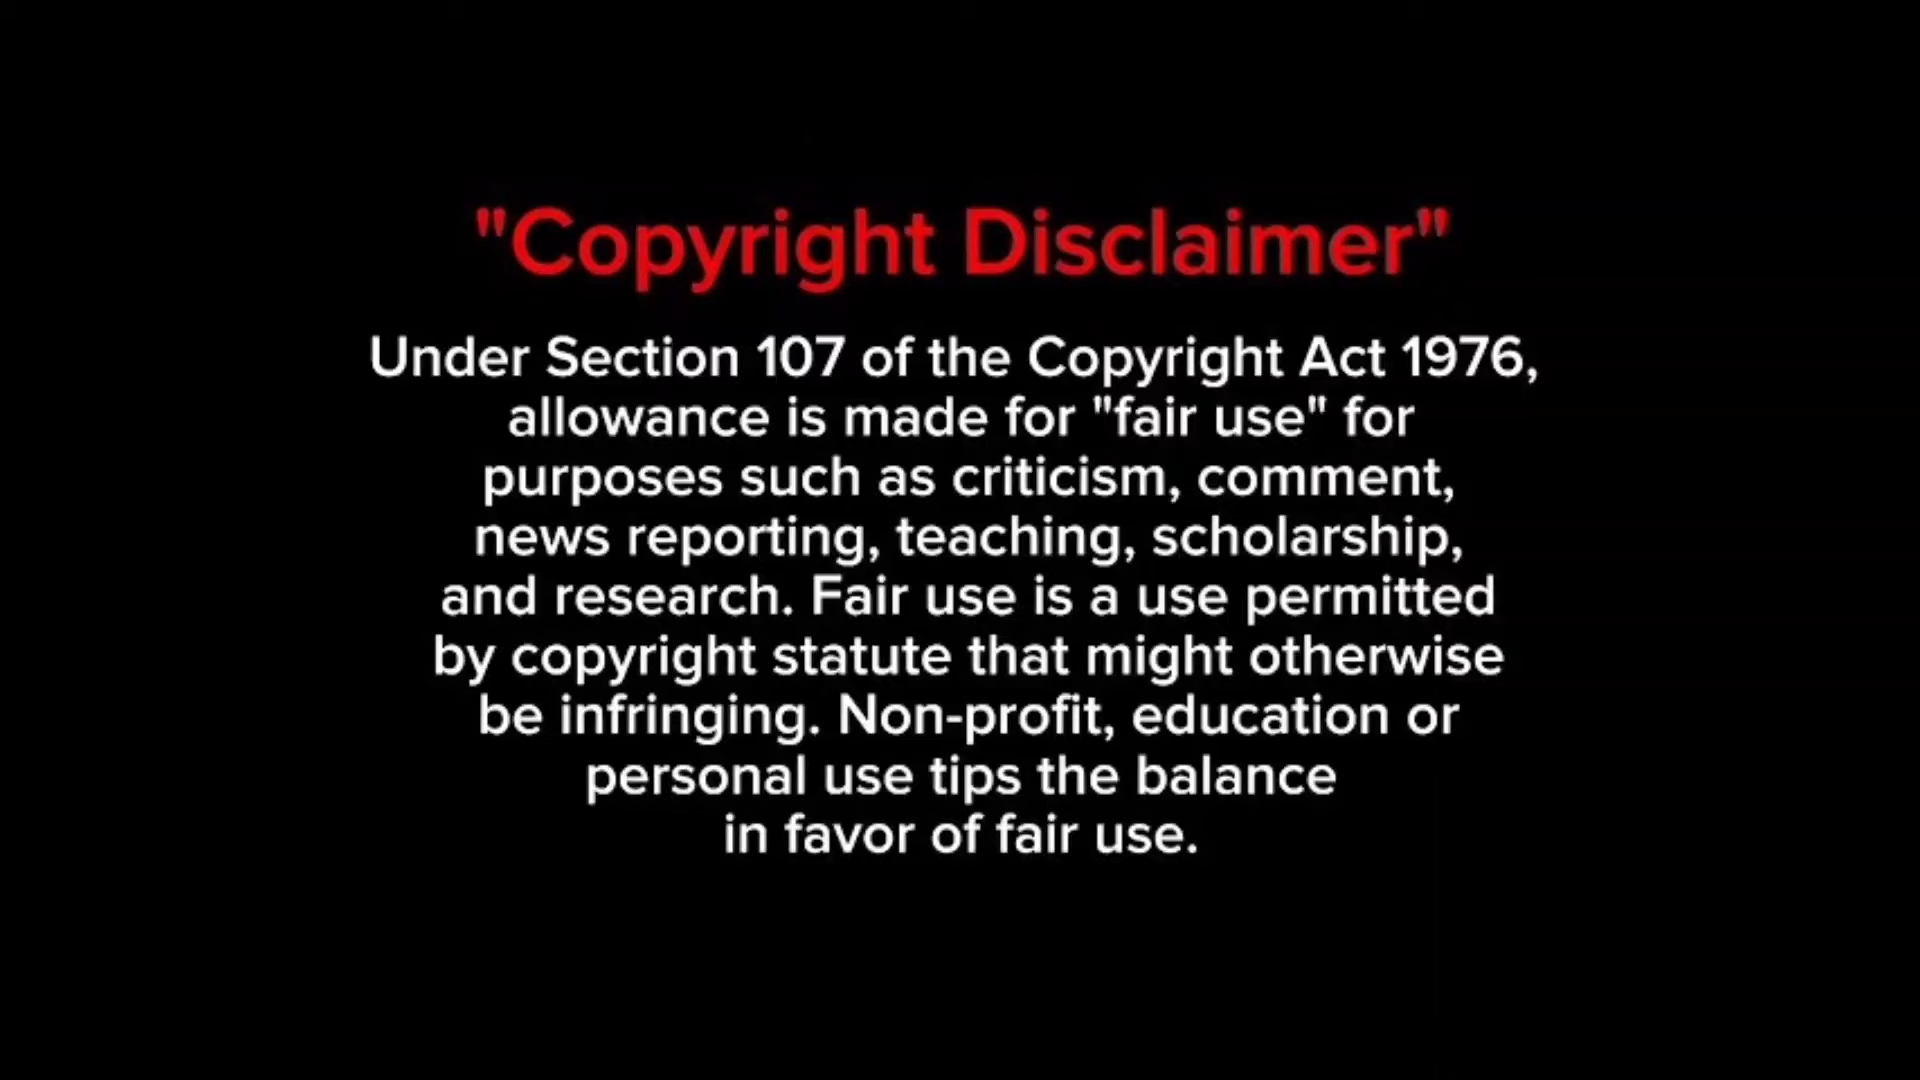 "Copyright Disclaimer"
Under Section 107 of the Copyright Act 1976,
allowance is made for "fair use" for
purposes such as criticism, comment,
news reporting, teaching, scholarship,
and research. Fair use is a use permitted
by copyright statute that might otherwise
be infringing. Non-profit, education or
personal use tips the balance
in favor of fair use.